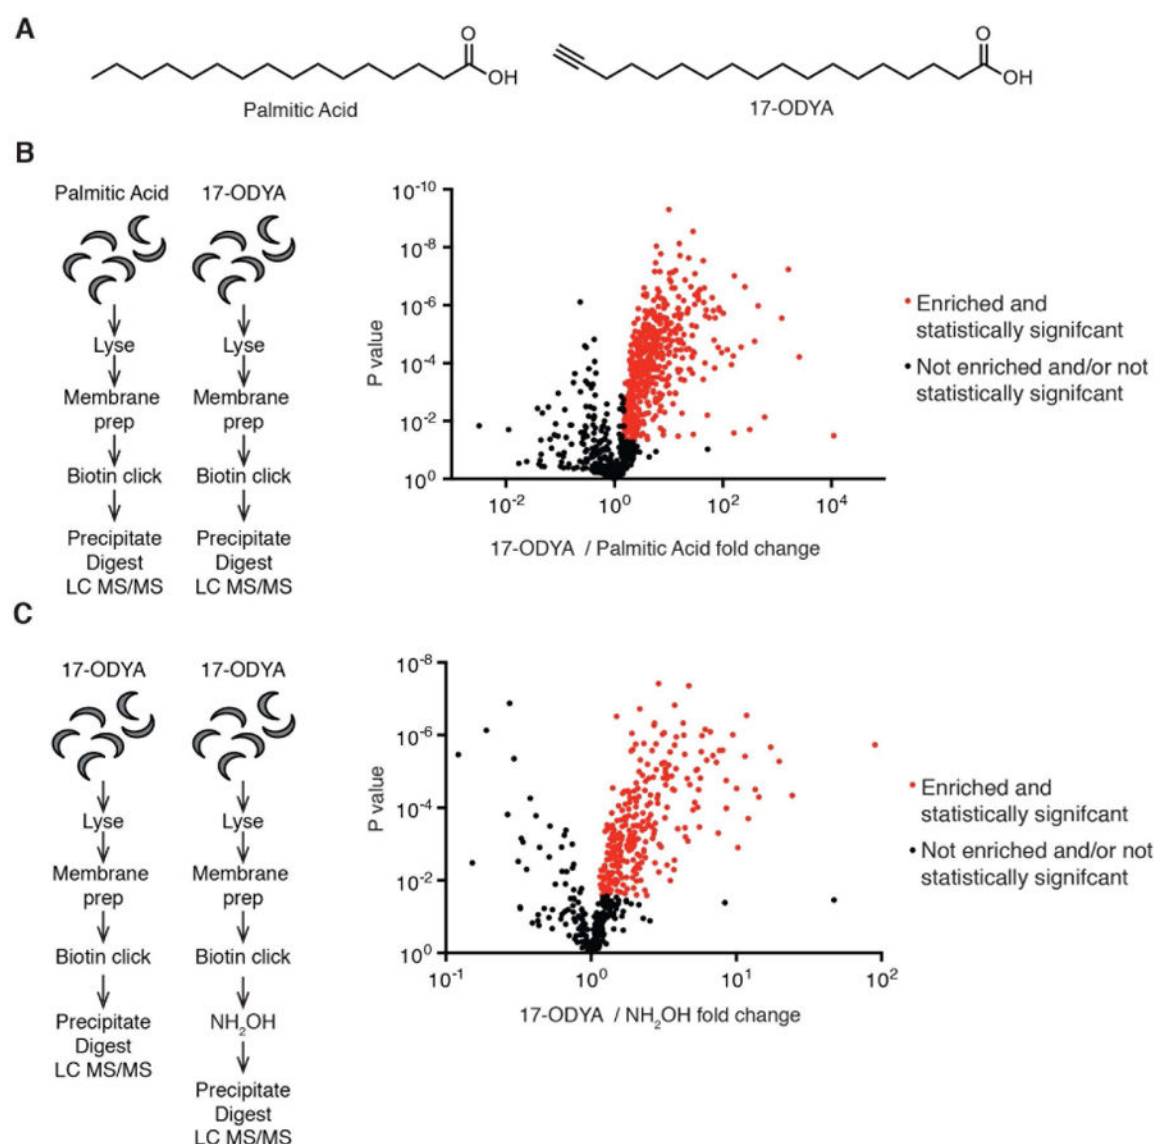 A
O
OH
Palmitic Acid
O
OH
17-ODYA
B
Palmitic Acid
Lyse
Membrane
prep
Biotin click
Precipitate
Digest
LC MS/MS
17-ODYA
Lyse
Membrane
prep
Biotin click
Precipitate
Digest
LC MS/MS
P value
10-10
10-8
10-6
10-4
10-2
100
10-2
100
102
104
17-ODYA / Palmitic Acid fold change
Enriched and
statistically signifcant
Not enriched and/or not
statistically signifcant
C
17-ODYA
Lyse
Membrane
prep
Biotin click
Precipitate
Digest
LC MS/MS
17-ODYA
Lyse
Membrane
prep
Biotin click
NH2OH
Precipitate
Digest
LC MS/MS
P value
10-8
10-6
10-4
10-2
100
10-1
100
101
102
17-ODYA / NH2OH fold change
Enriched and
statistically signifcant
Not enriched and/or not
statistically signifcant